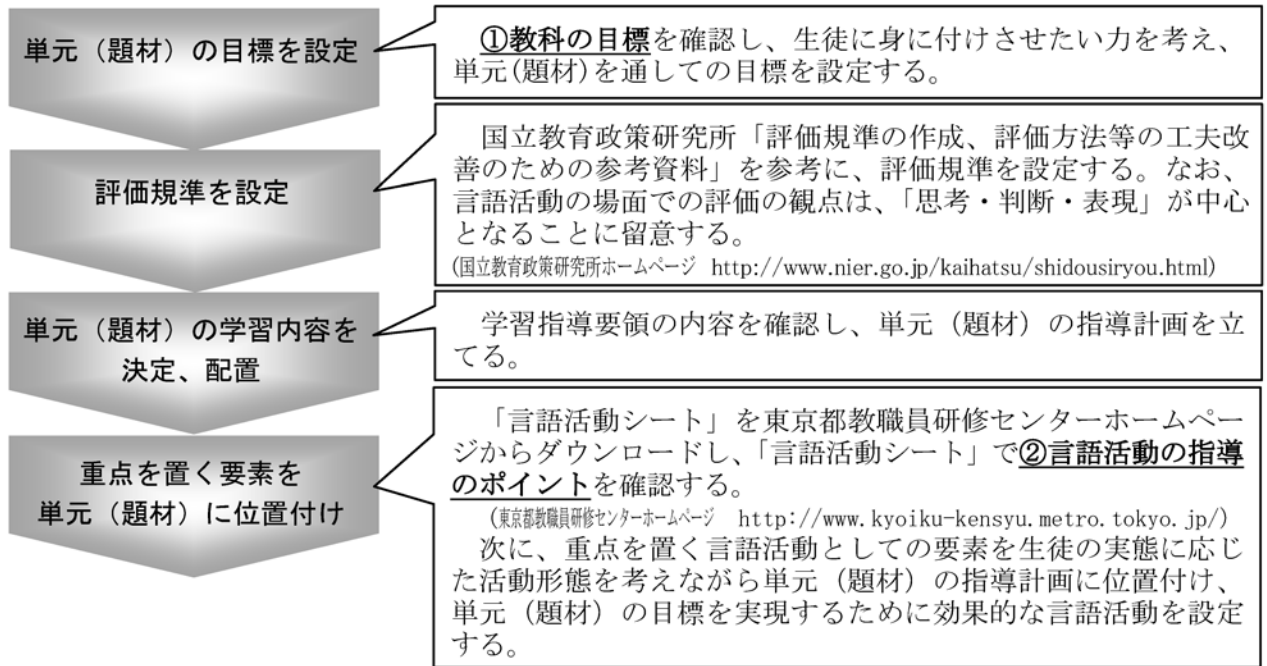 単元（題材）の目標を設定
①教科の目標を確認し、生徒に身に付けさせたい力を考え、
単元(題材)を通しての目標を設定する。
評価規準を設定
国立教育政策研究所「評価規準の作成、評価方法等の工夫改
善のための参考資料」を参考に、評価規準を設定する。なお、
言語活動の場面での評価の観点は、「思考・判断・表現」が中心
となることに留意する。
(国立教育政策研究所ホームページ http://www.nier.go.jp/kaihatsu/shidousiryou.html)
単元（題材）の学習内容を
決定、配置
学習指導要領の内容を確認し、単元（題材）の指導計画を立
てる。
重点を置く要素を
単元（題材）に位置付け
「言語活動シート」を東京都教職員研修センターホームペー
ジからダウンロードし、「言語活動シート」で②言語活動の指導
のポイントを確認する。
(東京都教職員研修センターホームページ http://www.kyoiku-kensyu.metro.tokyo.jp/)
次に、重点を置く言語活動としての要素を生徒の実態に応じ
た活動形態を考えながら単元（題材）の指導計画に位置付け、
単元（題材）の目標を実現するために効果的な言語活動を設定
する。